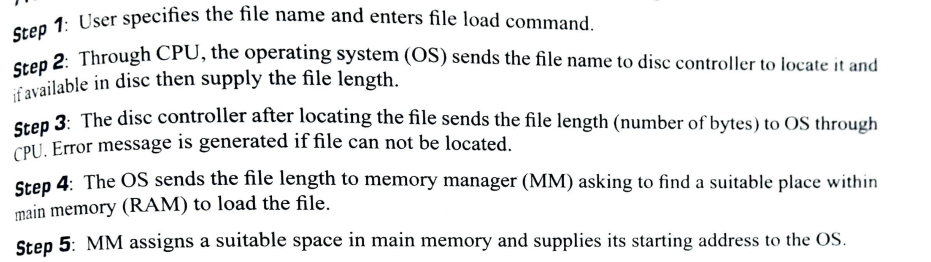 Step 1: User specifies the file name and enters file load command.
Step 2: Through CPU, the operating system (OS) sends the file name to disc controller to locate it and
if available in disc then supply the file length.
Step 3: The disc controller after locating the file sends the file length (number of bytes) to OS through
CPU. Error message is generated if file can not be located.
Step 4: The OS sends the file length to memory manager (MM) asking to find a suitable place within
main memory (RAM) to load the file.
Step 5: MM assigns a suitable space in main memory and supplies its starting address to the OS.